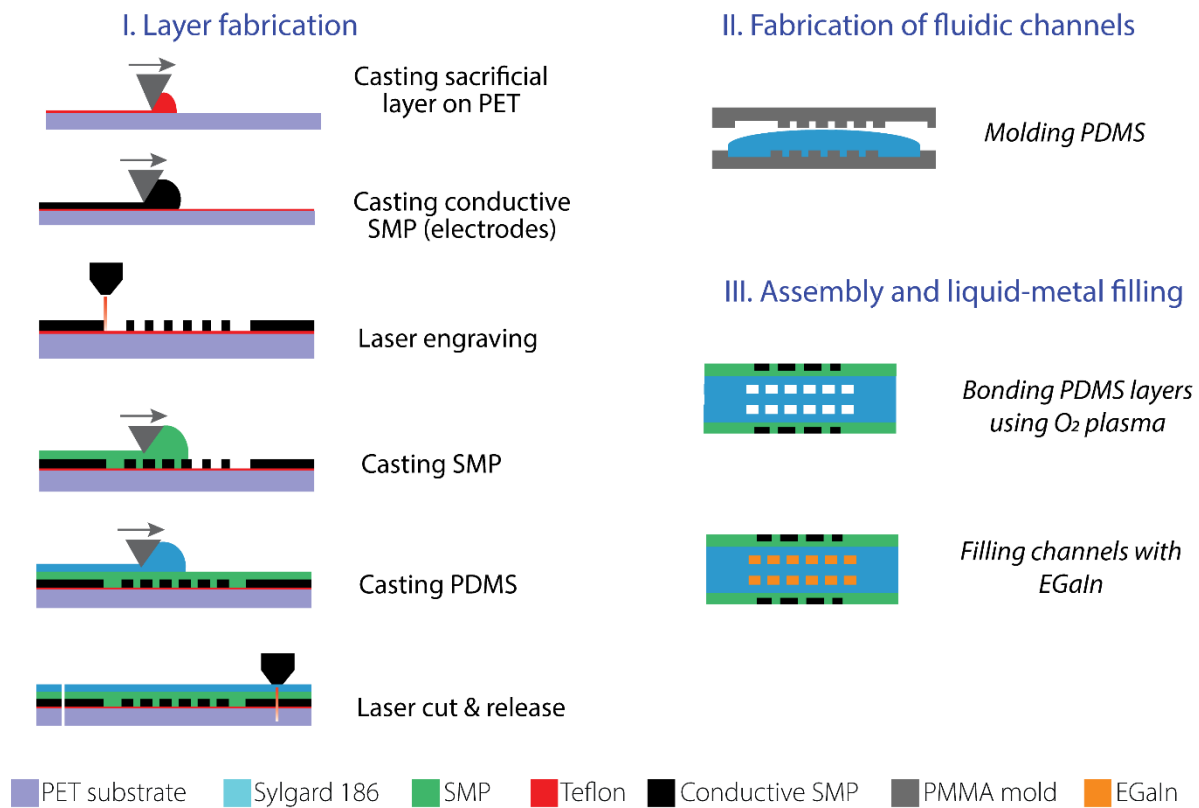 I. Layer fabrication
Casting sacrificial
layer on PET
Casting conductive
SMP (electrodes)
Laser engraving
Casting SMP
Casting PDMS
Laser cut & release
II. Fabrication of fluidic channels
Molding PDMS
III. Assembly and liquid-metal filling
Bonding PDMS layers
using O₂ plasma
Filling channels with
EGaIn
PET substrate
Sylgard 186
SMP
Teflon
Conductive SMP
PMMA mold
EGaIn